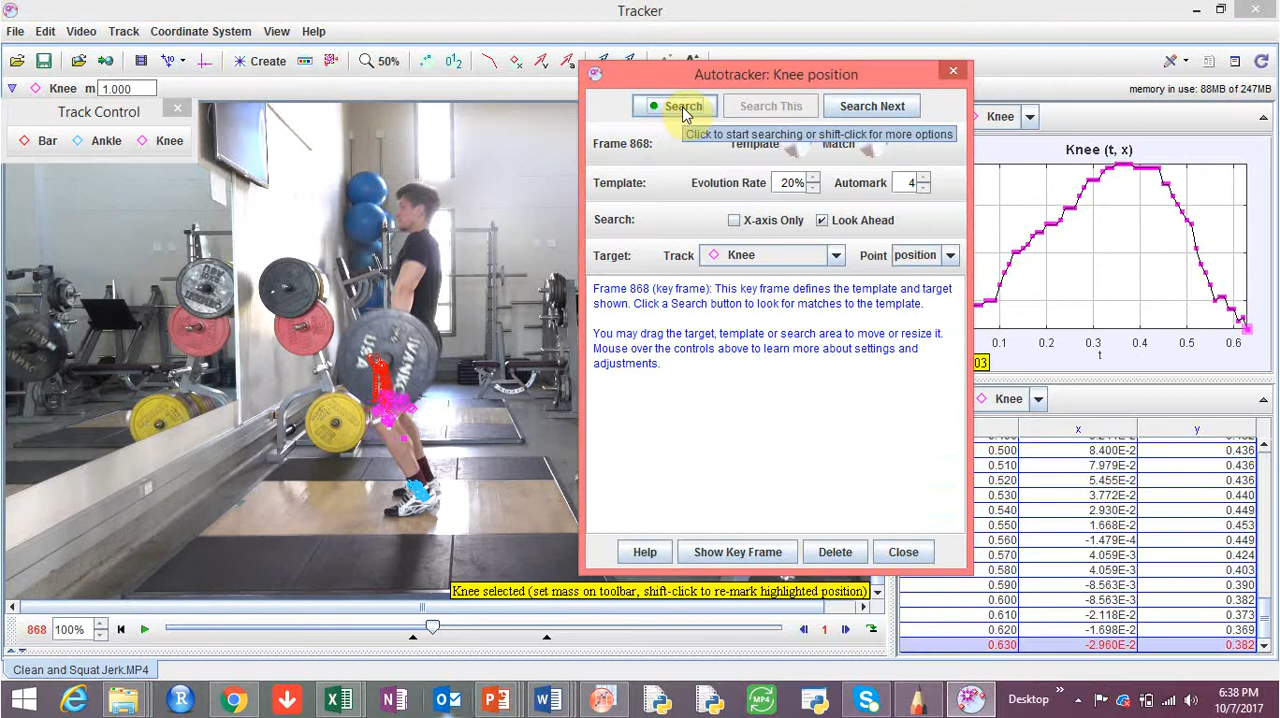 Tracker
File Edit Video Track Coordinate System View Help
Create 50%
Knee m 1.000
memory in use: 88MB of 247MB
Track Control
Bar Ankle Knee
Autotracker: Knee position
Search Search This Search Next
Click to start searching or shift-click for more options
Frame 868: Template Match
Template: Evolution Rate 20% Automark 4
Search: X-axis Only Look Ahead
Target: Track Knee Point position
Frame 868 (key frame): This key frame defines the template and target
shown. Click a Search button to look for matches to the template.
You may drag the target, template or search area to move or resize it.
Mouse over the controls above to learn more about settings and
adjustments.
Help Show Key Frame Delete Close
Knee
Knee (t, x)
0.1 0.2 0.3 0.4 0.5 0.6
t
03
Knee
x y
0.500 8.400E-2 0.436
0.510 7.979E-2 0.436
0.520 5.455E-2 0.436
0.530 3.772E-2 0.440
0.540 2.930E-2 0.449
0.550 1.668E-2 0.453
0.560 -1.479E-4 0.440
0.570 4.059E-3 0.424
0.580 4.059E-3 0.403
0.590 -8.563E-3 0.390
0.600 -8.563E-3 0.382
0.610 -2.118E-2 0.373
0.620 -1.698E-2 0.369
0.630 -2.960E-2 0.382
USA
IVANKO
Knee selected (set mass on toolbar, shift-click to re-mark highlighted position)
868 100% 1
Clean and Squat Jerk.MP4
Desktop
6:38 PM
10/7/2017